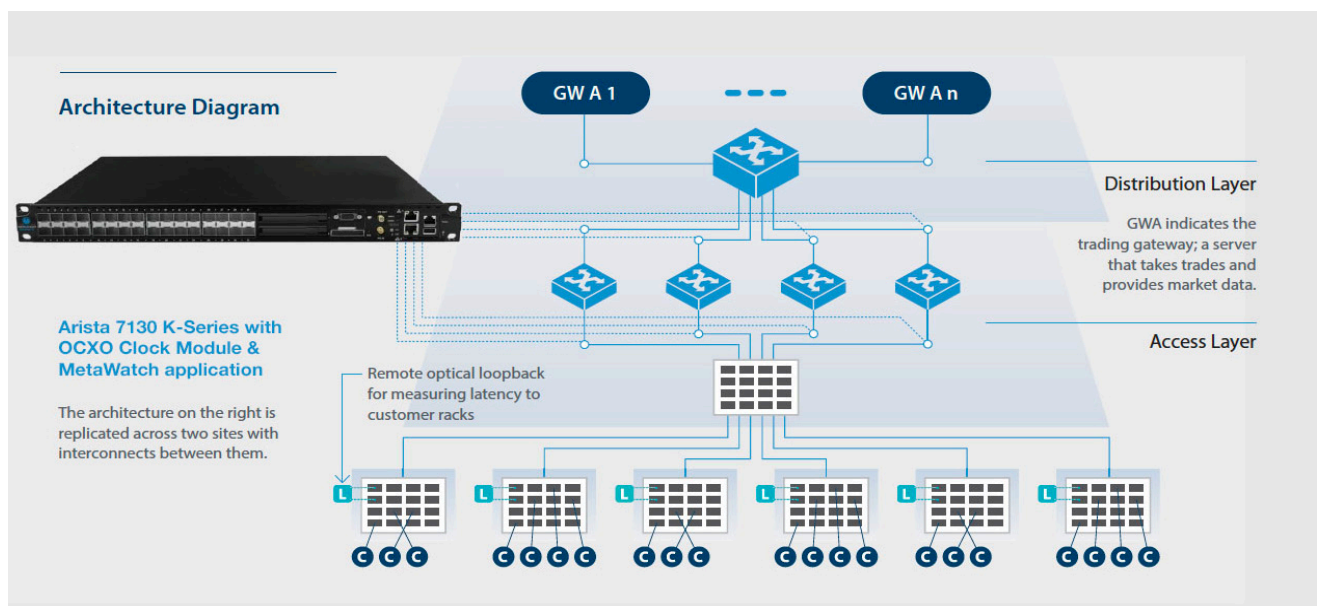 Architecture Diagram
GW A 1
GW A n
Distribution Layer
GWA indicates the
trading gateway; a server
that takes trades and
provides market data.
Access Layer
Arista 7130 K-Series with
OCXO Clock Module &
MetaWatch application
The architecture on the right is
replicated across two sites with
interconnects between them.
Remote optical loopback
for measuring latency to
customer racks
L
L
L
L
L
L
C C C
C C C C
C C C
C C C C
C C C
C C C C